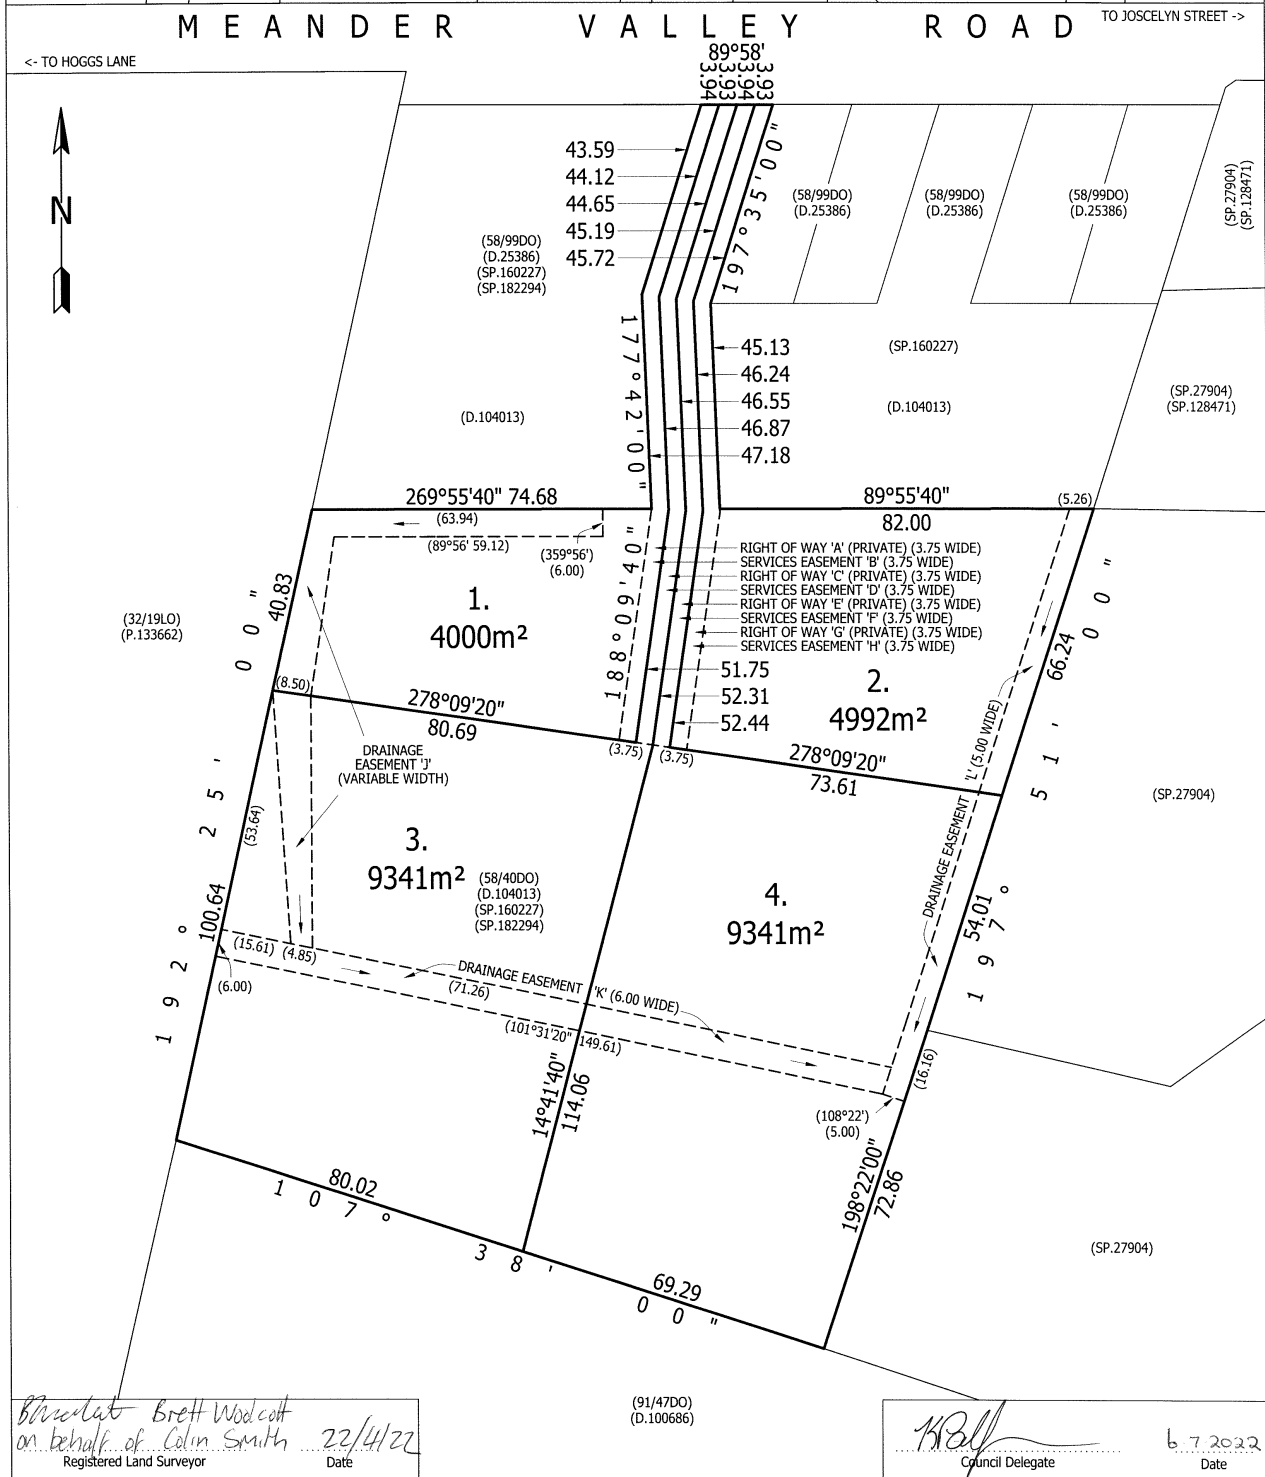 MEANDER VALLEY ROAD
TO JOSCELYN STREET ->
<- TO HOGGS LANE
89°58'
3.94
3.93
3.94
3.93
N
43.59
44.12
44.65
45.19
45.72
197°35'00"
(58/99DO)
(D.25386)
(SP.160227)
(SP.182294)
(58/99DO)
(D.25386)
(58/99DO)
(D.25386)
(58/99DO)
(D.25386)
(SP.27904)
(SP.128471)
177°42'00"
45.13
46.24
46.55
46.87
47.18
(SP.160227)
(D.104013)
(D.104013)
(SP.27904)
(SP.128471)
269°55'40" 74.68
89°55'40"
82.00
(5.26)
(63.94)
(89°56' 59.12)
(359°56')
(6.00)
188°09'40"
RIGHT OF WAY 'A' (PRIVATE) (3.75 WIDE)
SERVICES EASEMENT 'B' (3.75 WIDE)
RIGHT OF WAY 'C' (PRIVATE) (3.75 WIDE)
SERVICES EASEMENT 'D' (3.75 WIDE)
RIGHT OF WAY 'E' (PRIVATE) (3.75 WIDE)
SERVICES EASEMENT 'F' (3.75 WIDE)
RIGHT OF WAY 'G' (PRIVATE) (3.75 WIDE)
SERVICES EASEMENT 'H' (3.75 WIDE)
51.75
52.31
52.44
1.
4000m²
2.
4992m²
40.83
66.24
(32/19LO)
(P.133662)
(8.50)
278°09'20"
80.69
(3.75)
(3.75)
278°09'20"
73.61
DRAINAGE
EASEMENT 'J'
(VARIABLE WIDTH)
DRAINAGE EASEMENT 'L' (5.00 WIDE)
(SP.27904)
(53.64)
192°25'00"
100.64
3.
9341m²
(58/40DO)
(D.104013)
(SP.160227)
(SP.182294)
4.
9341m²
54.01
197°51'00"
(15.61)
(4.85)
(6.00)
DRAINAGE EASEMENT 'K' (6.00 WIDE)
(71.26)
(101°31'20" 149.61)
(16.16)
(108°22')
(5.00)
14°41'40"
114.06
198°22'00"
72.86
80.02
107°38'00"
69.29
(SP.27904)
(91/47DO)
(D.100686)
Brett Woolcott
on behalf of Colin Smith 22/4/22
Registered Land Surveyor Date
6 7 2022
Council Delegate Date